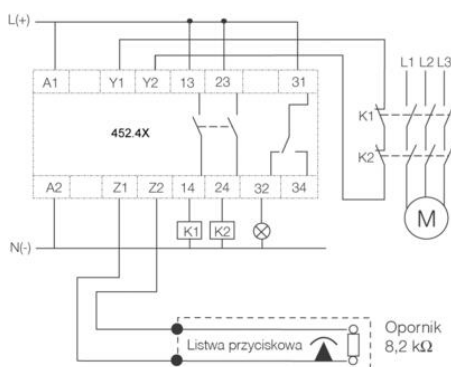 L(+)
A1 Y1 Y2 13 23 31
L1 L2 L3
K1
452.4X
K2
A2 Z1 Z2 14 24 32 34
K1 K2
M
N(-)
Listwa przyciskowa
Opornik
8,2 kΩ